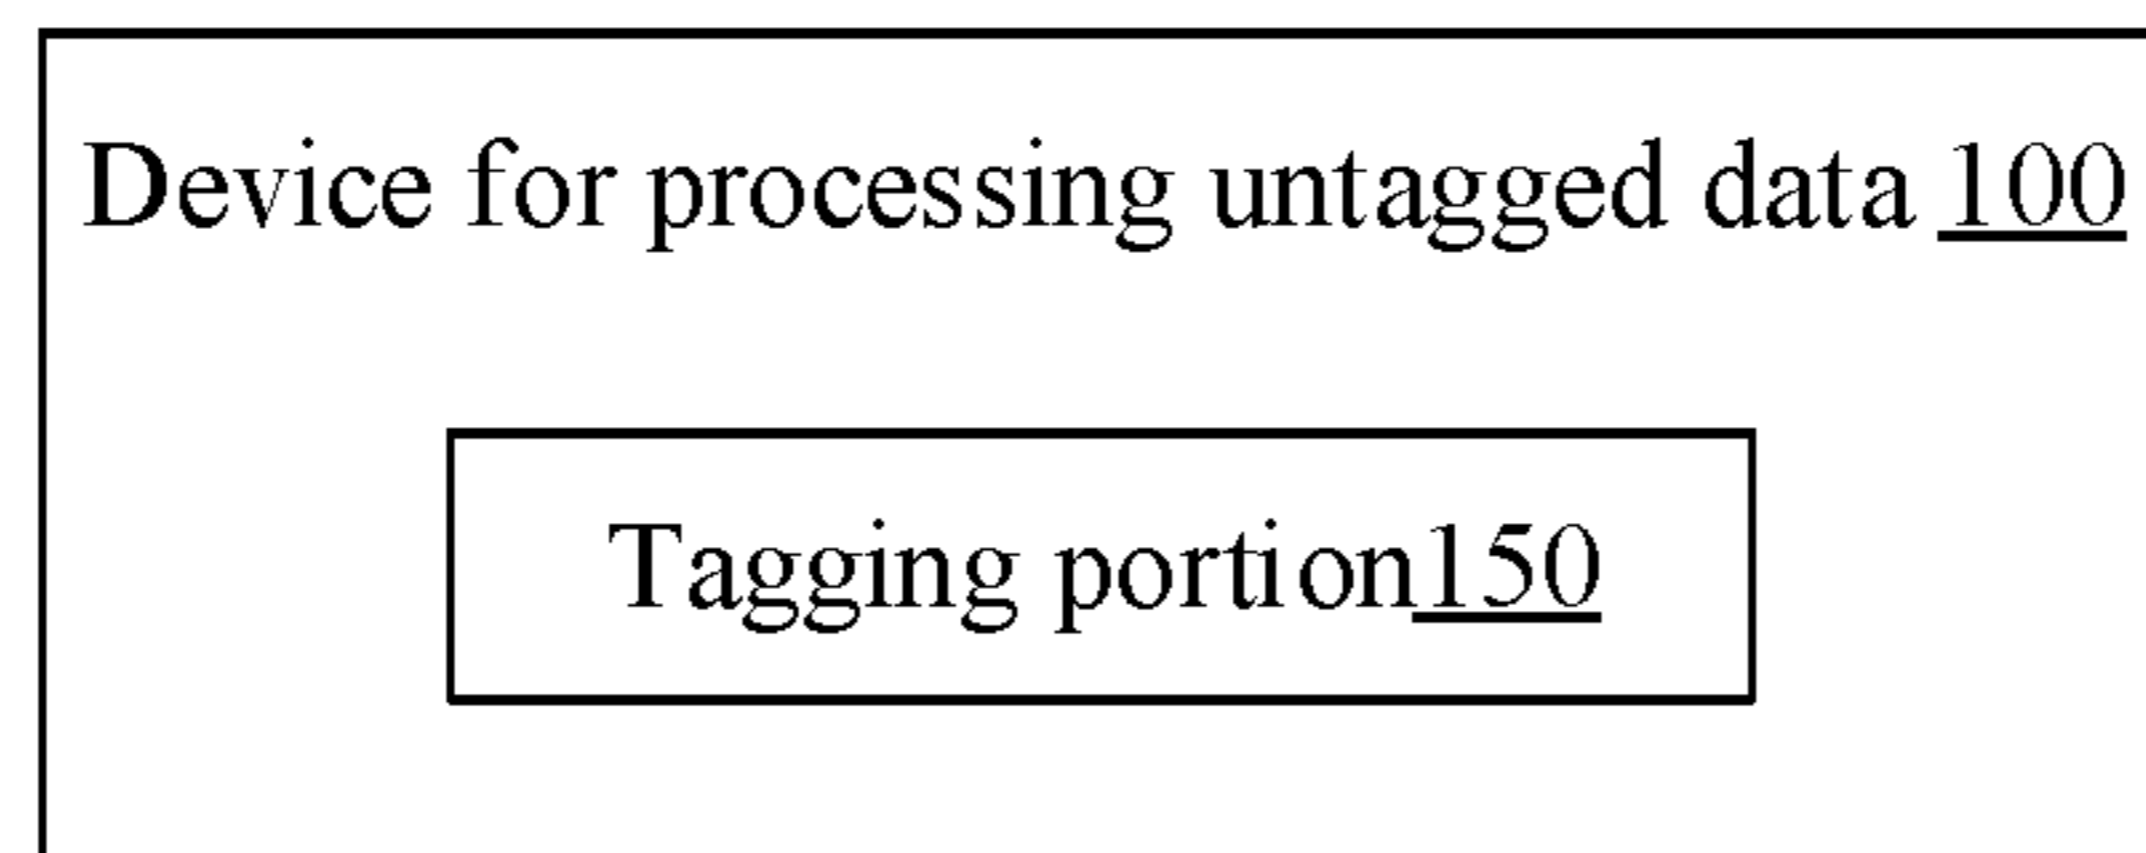 Device for processing untagged data 100
Tagging portion150